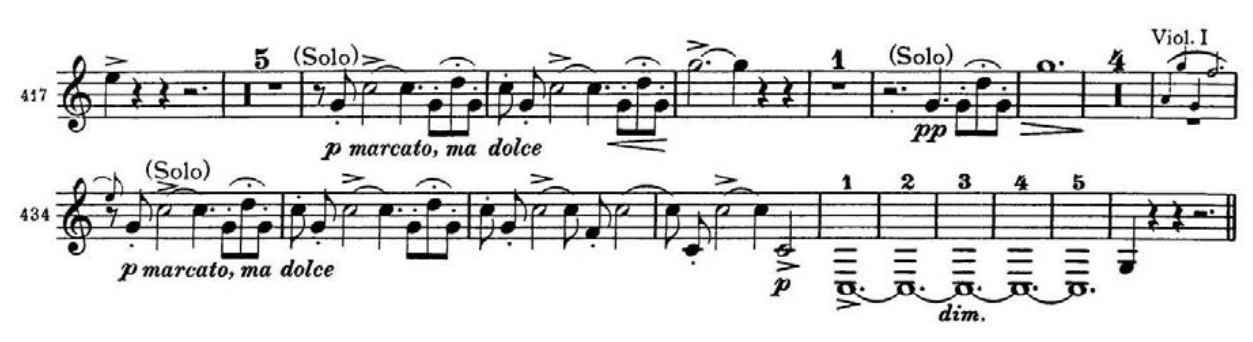 Viol. I
5 (Solo) 1 (Solo) 4
417
p marcato, ma dolce pp
(Solo) 1 2 3 4 5
434
p marcato, ma dolce p dim.